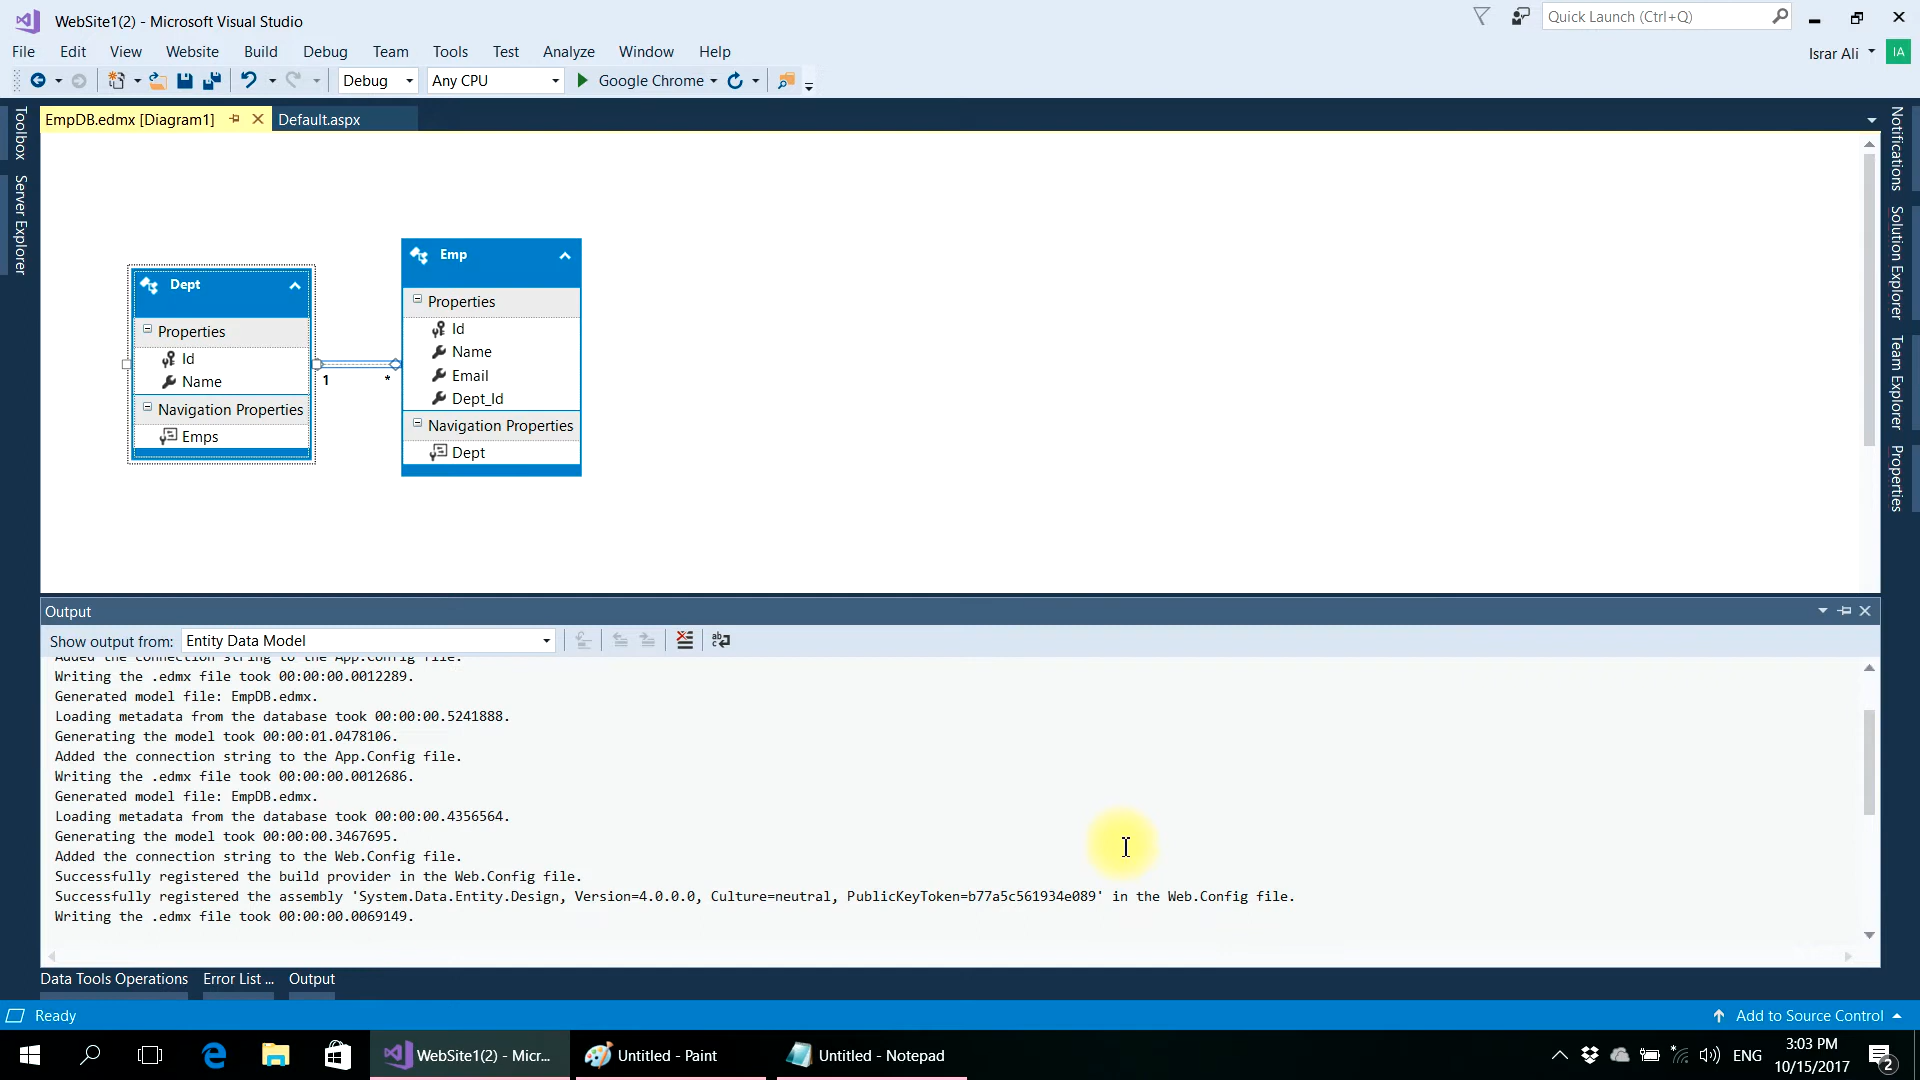 WebSite1(2) - Microsoft Visual Studio
Quick Launch (Ctrl+Q)
File Edit View Website Build Debug Team Tools Test Analyze Window Help
Israr Ali IA
Debug Any CPU Google Chrome
EmpDB.edmx [Diagram1] Default.aspx
Toolbox
Server Explorer
Notifications
Solution Explorer
Team Explorer
Properties
Dept
Properties
Id
Name
Navigation Properties
Emps
1 *
Emp
Properties
Id
Name
Email
Dept_Id
Navigation Properties
Dept
Output
Show output from: Entity Data Model
Added the connection string to the App.Config file.
Writing the .edmx file took 00:00:00.0012289.
Generated model file: EmpDB.edmx.
Loading metadata from the database took 00:00:00.5241888.
Generating the model took 00:00:01.0478106.
Added the connection string to the App.Config file.
Writing the .edmx file took 00:00:00.0012686.
Generated model file: EmpDB.edmx.
Loading metadata from the database took 00:00:00.4356564.
Generating the model took 00:00:00.3467695.
Added the connection string to the Web.Config file.
Successfully registered the build provider in the Web.Config file.
Successfully registered the assembly 'System.Data.Entity.Design, Version=4.0.0.0, Culture=neutral, PublicKeyToken=b77a5c561934e089' in the Web.Config file.
Writing the .edmx file took 00:00:00.0069149.
Data Tools Operations Error List ... Output
Ready
Add to Source Control
WebSite1(2) - Micr...
Untitled - Paint
Untitled - Notepad
ENG
3:03 PM
10/15/2017
2